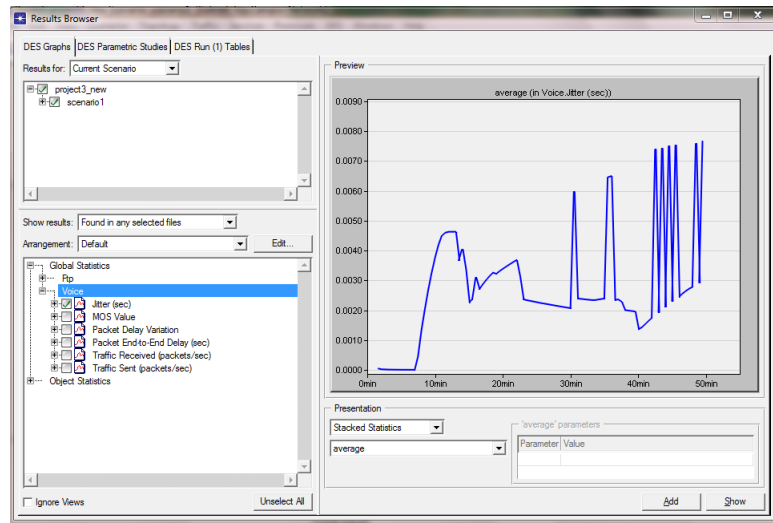 Results Browser
DES Graphs DES Parametric Studies DES Run (1) Tables
Results for: Current Scenario
project3_new
scenario1
Show results: Found in any selected files
Arrangement: Default Edit...
Global Statistics
Ftp
Voice
Jitter (sec)
MOS Value
Packet Delay Variation
Packet End-to-End Delay (sec)
Traffic Received (packets/sec)
Traffic Sent (packets/sec)
Object Statistics
Ignore Views Unselect All
Preview
average (in Voice.Jitter (sec))
0.0090
0.0080
0.0070
0.0060
0.0050
0.0040
0.0030
0.0020
0.0010
0.0000
0min 10min 20min 30min 40min 50min
Presentation
Stacked Statistics
average
'average' parameters
Parameter Value
Add Show